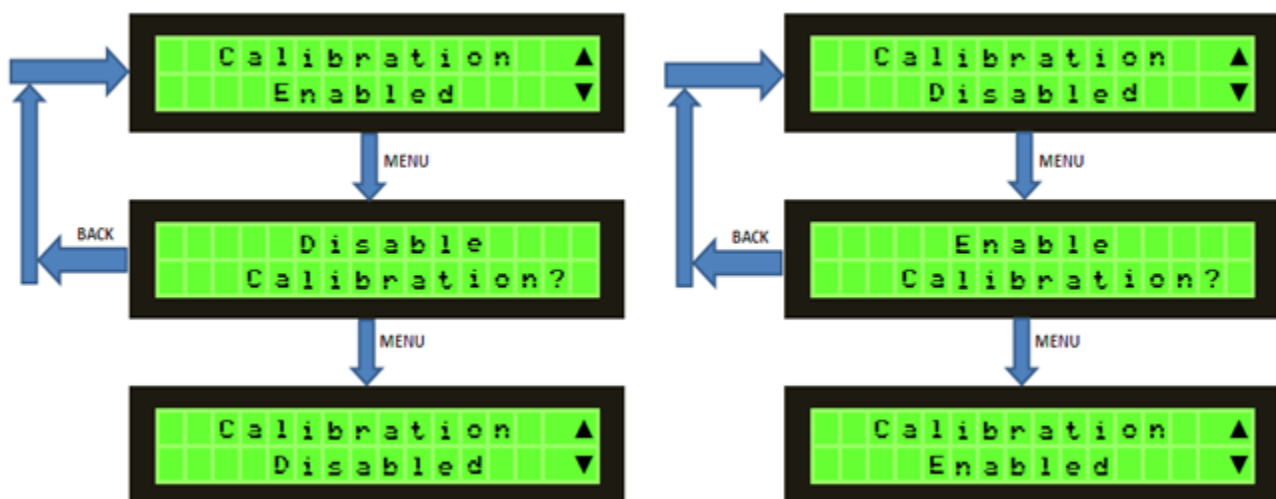 Calibration ▲
Enabled ▼
MENU
BACK
Disable
Calibration?
MENU
Calibration ▲
Disabled ▼
Calibration ▲
Disabled ▼
MENU
BACK
Enable
Calibration?
MENU
Calibration ▲
Enabled ▼